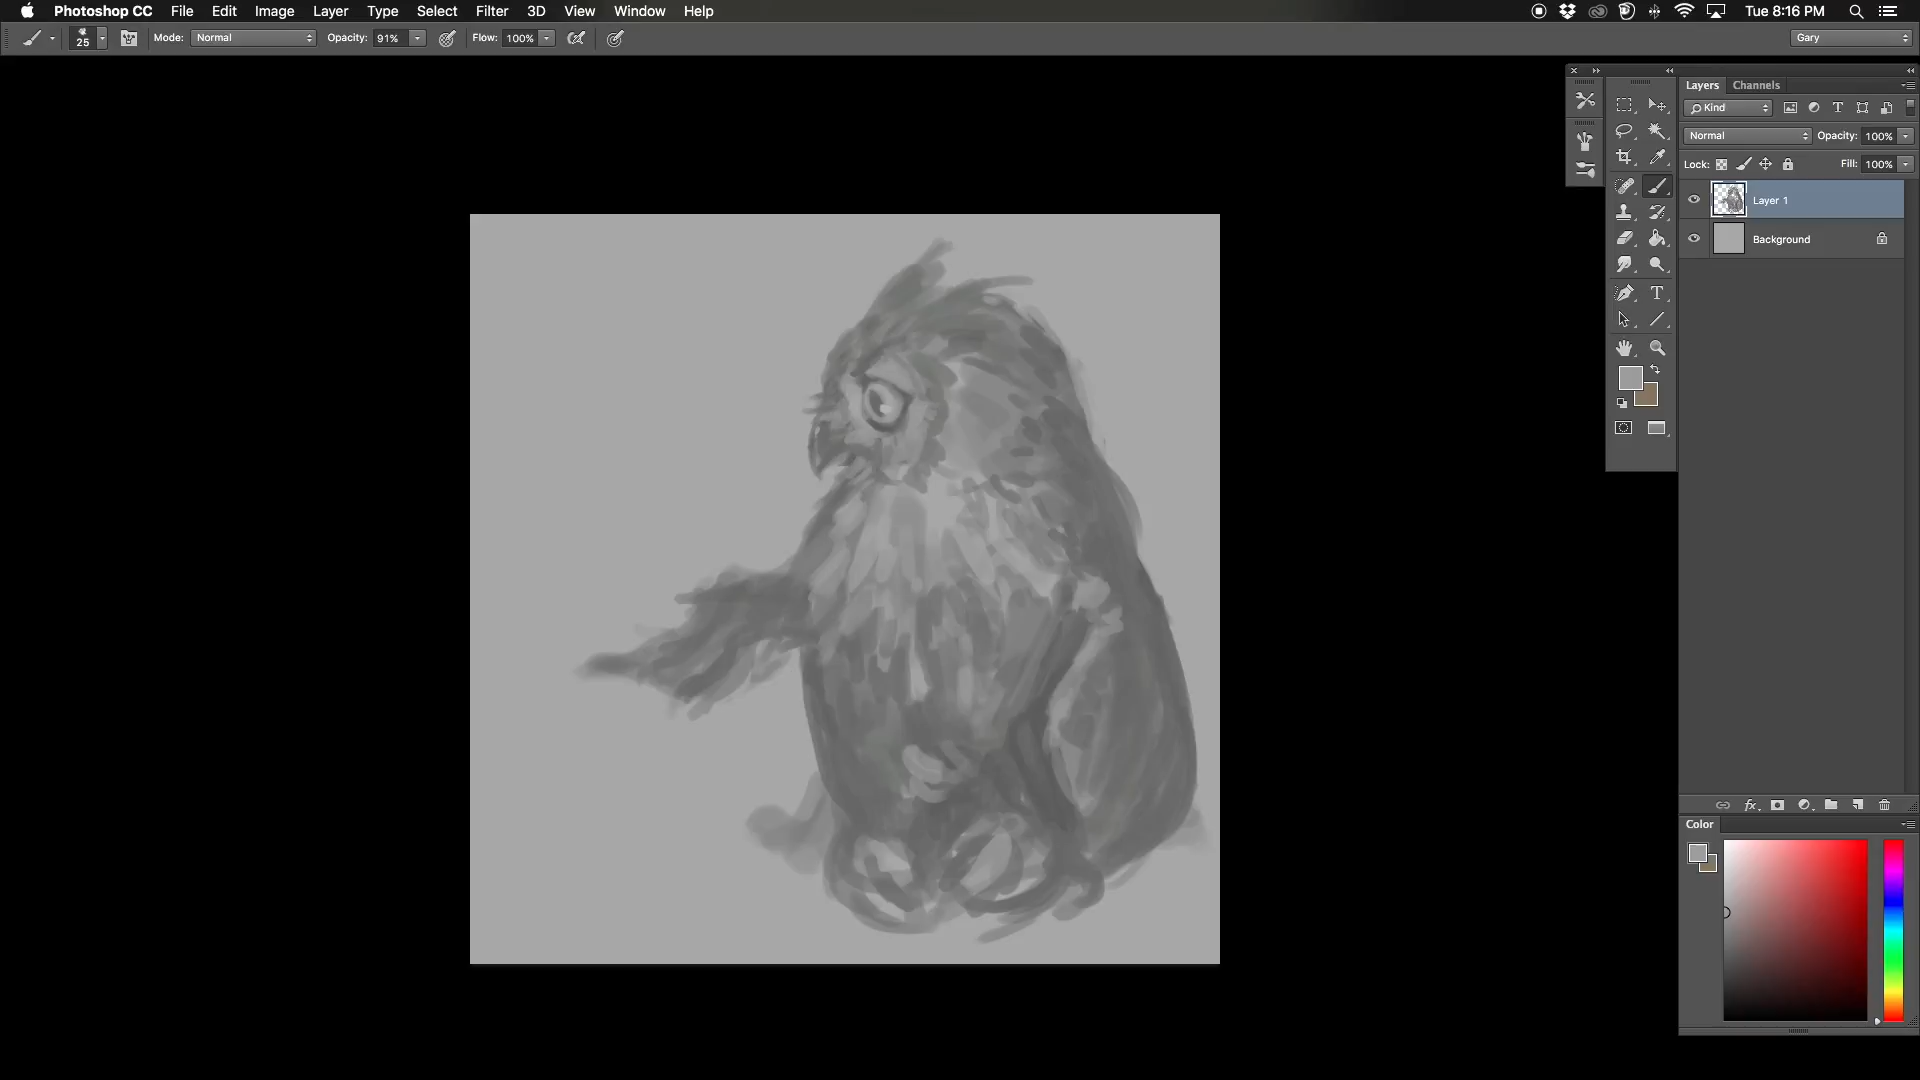 Photoshop CC File Edit Image Layer Type Select Filter 3D View Window Help Tue 8:16 PM
25 Mode: Normal Opacity: 91% Flow: 100% Gary
Layers Channels
Kind T
Normal Opacity: 100%
Lock: Fill: 100%
Layer 1
Background
T
fx
Color